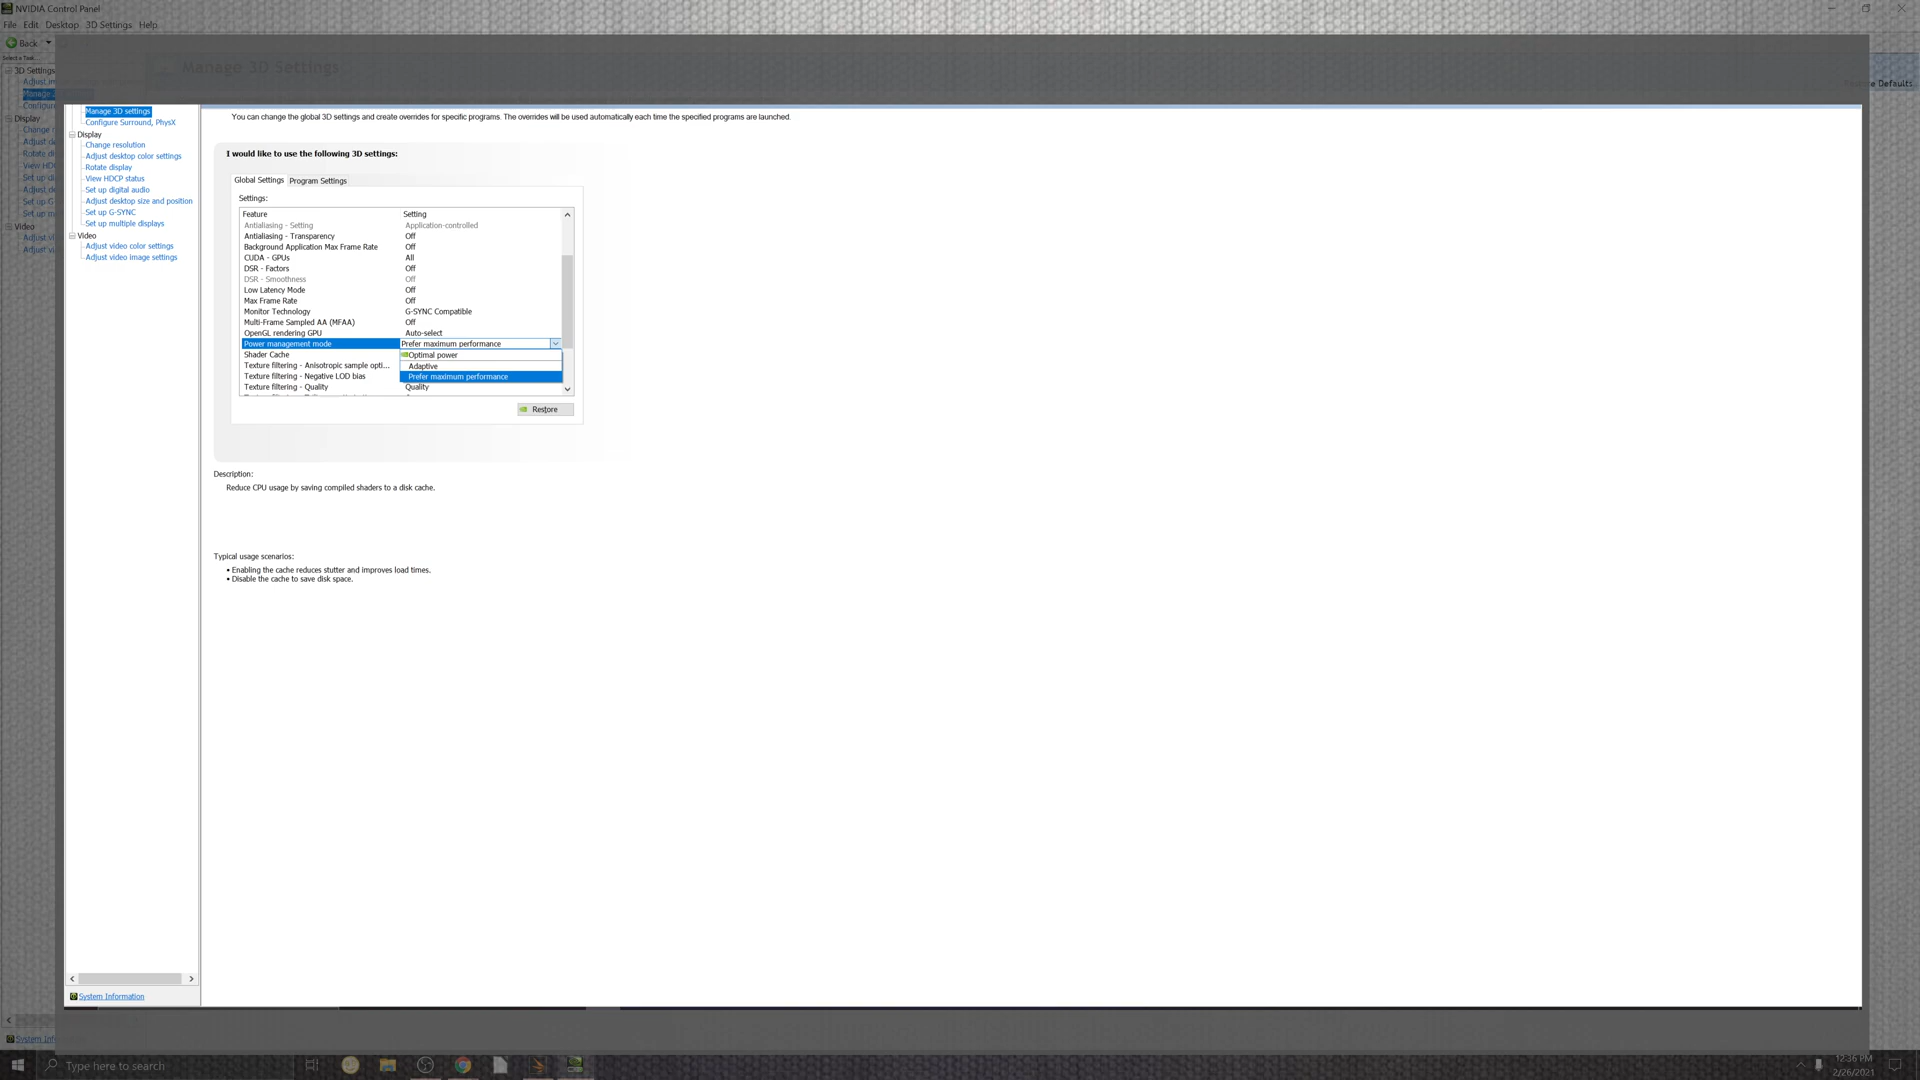 NVIDIA Control Panel
File Edit Desktop 3D Settings Help
Back
Select a Task...
3D Settings
Manage 3D Settings
Defaults
Display
Video
System Inf
Manage 3D settings
Configure Surround, PhysX
Display
Change resolution
Adjust desktop color settings
Rotate display
View HDCP status
Set up digital audio
Adjust desktop size and position
Set up G-SYNC
Set up multiple displays
Video
Adjust video color settings
Adjust video image settings
System Information
You can change the global 3D settings and create overrides for specific programs. The overrides will be used automatically each time the specified programs are launched.
I would like to use the following 3D settings:
Global Settings Program Settings
Settings:
Feature Setting
Antialiasing - Setting Application-controlled
Antialiasing - Transparency Off
Background Application Max Frame Rate Off
CUDA - GPUs All
DSR - Factors Off
DSR - Smoothness Off
Low Latency Mode Off
Max Frame Rate Off
Monitor Technology G-SYNC Compatible
Multi-Frame Sampled AA (MFAA) Off
OpenGL rendering GPU Auto-select
Power management mode Prefer maximum performance
Shader Cache Optimal power
Texture filtering - Anisotropic sample opti... Adaptive
Texture filtering - Negative LOD bias Prefer maximum performance
Texture filtering - Quality Quality
Restore
Description:
Reduce CPU usage by saving compiled shaders to a disk cache.
Typical usage scenarios:
• Enabling the cache reduces stutter and improves load times.
• Disable the cache to save disk space.
Type here to search
12:36 PM
2/26/2021